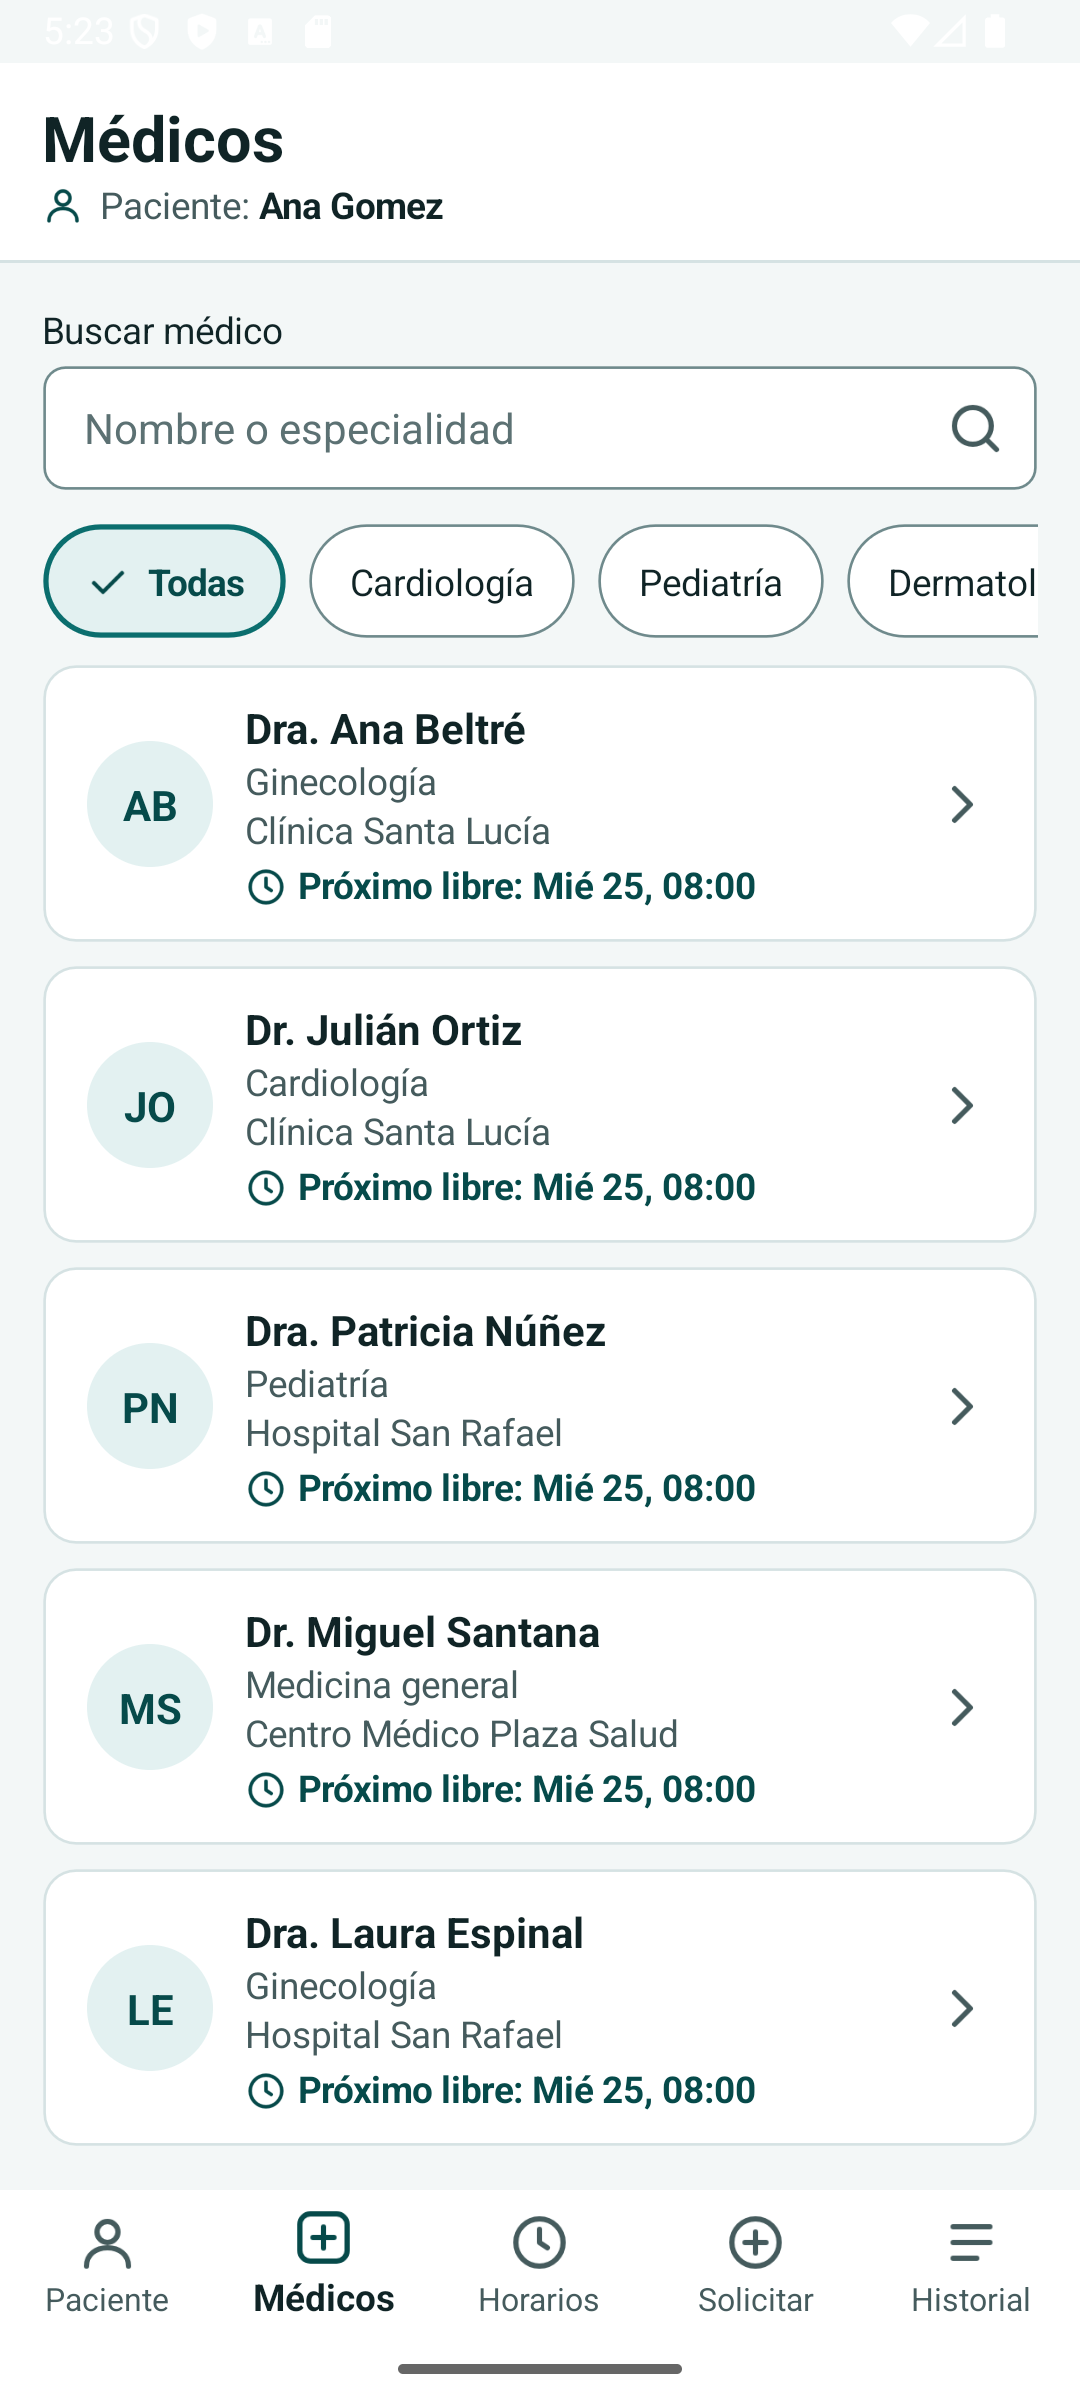 5:23
Médicos
Paciente: Ana Gomez
Buscar médico
Nombre o especialidad
Todas
Cardiología
Pediatría
Dermatol
AB
Dra. Ana Beltré
Ginecología
Clínica Santa Lucía
Próximo libre: Mié 25, 08:00
JO
Dr. Julián Ortiz
Cardiología
Clínica Santa Lucía
Próximo libre: Mié 25, 08:00
PN
Dra. Patricia Núñez
Pediatría
Hospital San Rafael
Próximo libre: Mié 25, 08:00
MS
Dr. Miguel Santana
Medicina general
Centro Médico Plaza Salud
Próximo libre: Mié 25, 08:00
LE
Dra. Laura Espinal
Ginecología
Hospital San Rafael
Próximo libre: Mié 25, 08:00
Paciente
Médicos
Horarios
Solicitar
Historial